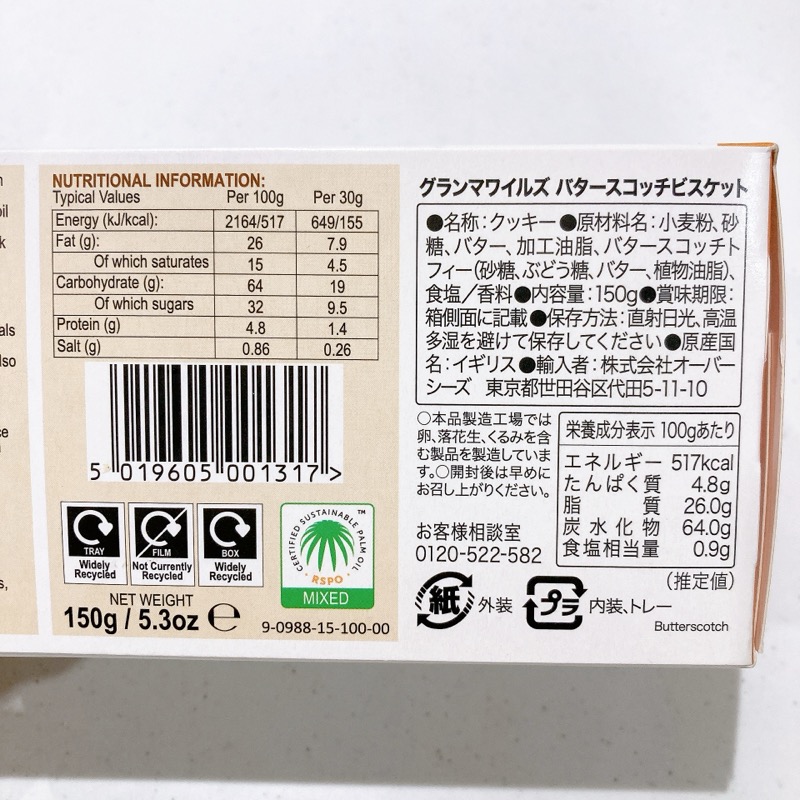 n
oil
k
als
lso
ce
s,
NUTRITIONAL INFORMATION:
Typical Values Per 100g Per 30g
Energy (kJ/kcal): 2164/517 649/155
Fat (g): 26 7.9
Of which saturates 15 4.5
Carbohydrate (g): 64 19
Of which sugars 32 9.5
Protein (g) 4.8 1.4
Salt (g) 0.86 0.26
5 019605 001317 >
TRAY
Widely
Recycled
FILM
Not Currently
Recycled
BOX
Widely
Recycled
CERTIFIED SUSTAINABLE PALM OIL TM
RSPO
MIXED
NET WEIGHT
150g / 5.3oz ℮
9-0988-15-100-00
グランマワイルズ バタースコッチビスケット
●名称:クッキー●原材料名:小麦粉、砂
糖、バター、加工油脂、バタースコッチト
フィー(砂糖、ぶどう糖、バター、植物油脂)、
食塩/香料●内容量:150g●賞味期限:
箱側面に記載●保存方法:直射日光、高温
多湿を避けて保存してください●原産国
名:イギリス●輸入者:株式会社オーバー
シーズ 東京都世田谷区代田5-11-10
○本品製造工場では
卵、落花生、くるみを含
む製品を製造していま
す。○開封後は早めに
お召し上がりください。
お客様相談室
0120-522-582
栄養成分表示 100gあたり
エネルギー 517kcal
たんぱく質 4.8g
脂質 26.0g
炭水化物 64.0g
食塩相当量 0.9g
(推定値)
紙 外装 プラ 内装、トレー
Butterscotch